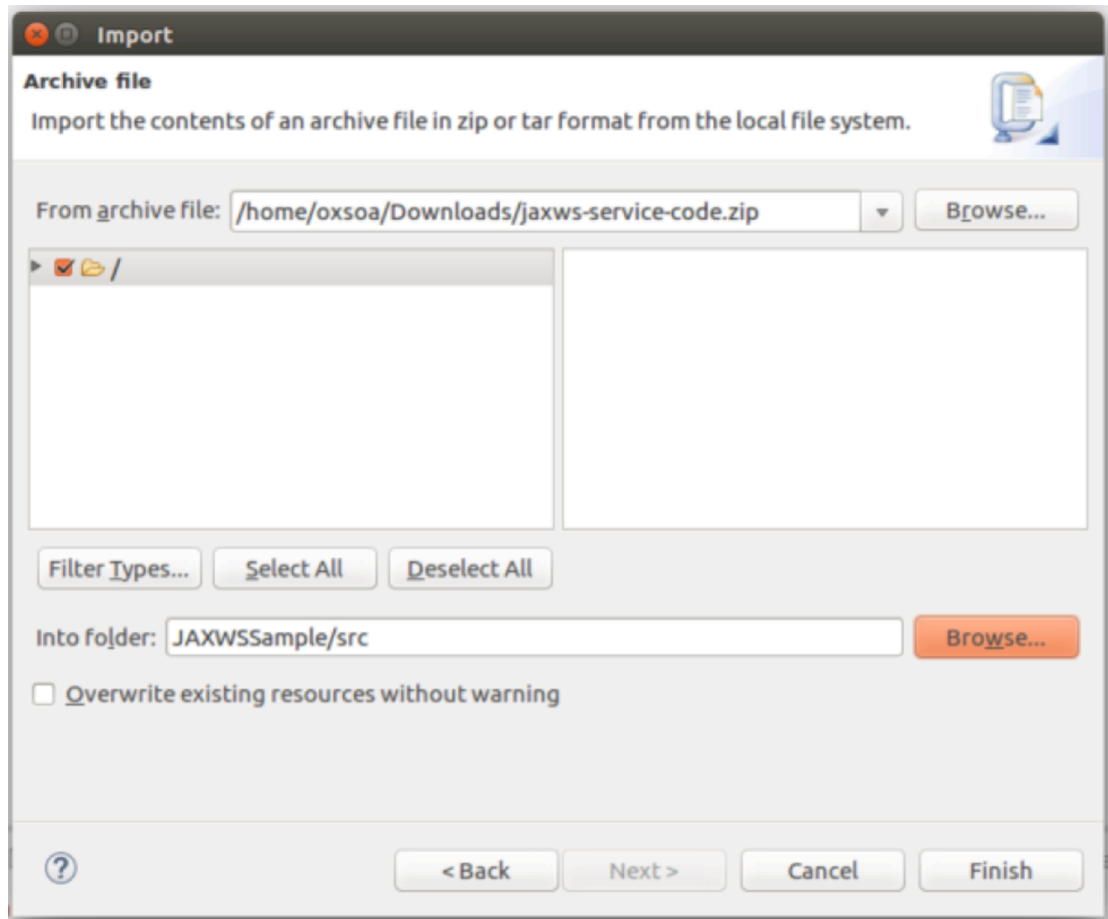 Import
Archive file
Import the contents of an archive file in zip or tar format from the local file system.
From archive file: /home/oxsoa/Downloads/jaxws-service-code.zip Browse...
/
Filter Types... Select All Deselect All
Into folder: JAXWSSample/src Browse...
Overwrite existing resources without warning
? < Back Next > Cancel Finish